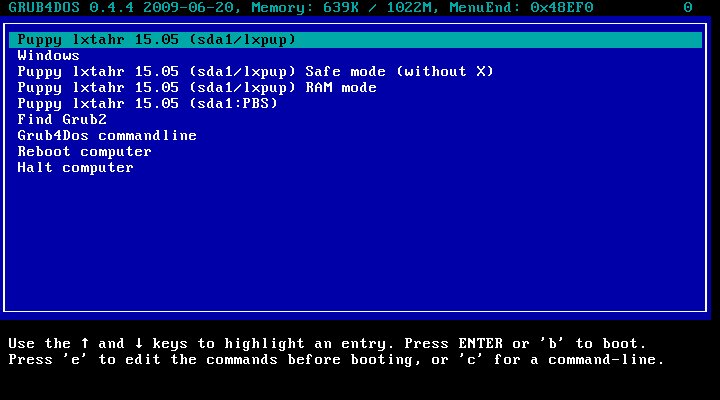 GRUB4DOS 0.4.4 2009-06-20, Memory: 639K / 1022M, MenuEnd: 0x48EF0 0
Puppy lxtahr 15.05 (sda1/lxpup)
Windows
Puppy lxtahr 15.05 (sda1/lxpup) Safe mode (without X)
Puppy lxtahr 15.05 (sda1/lxpup) RAM mode
Puppy lxtahr 15.05 (sda1:PBS)
Find Grub2
Grub4Dos commandline
Reboot computer
Halt computer
Use the ↑ and ↓ keys to highlight an entry. Press ENTER or 'b' to boot.
Press 'e' to edit the commands before booting, or 'c' for a command-line.